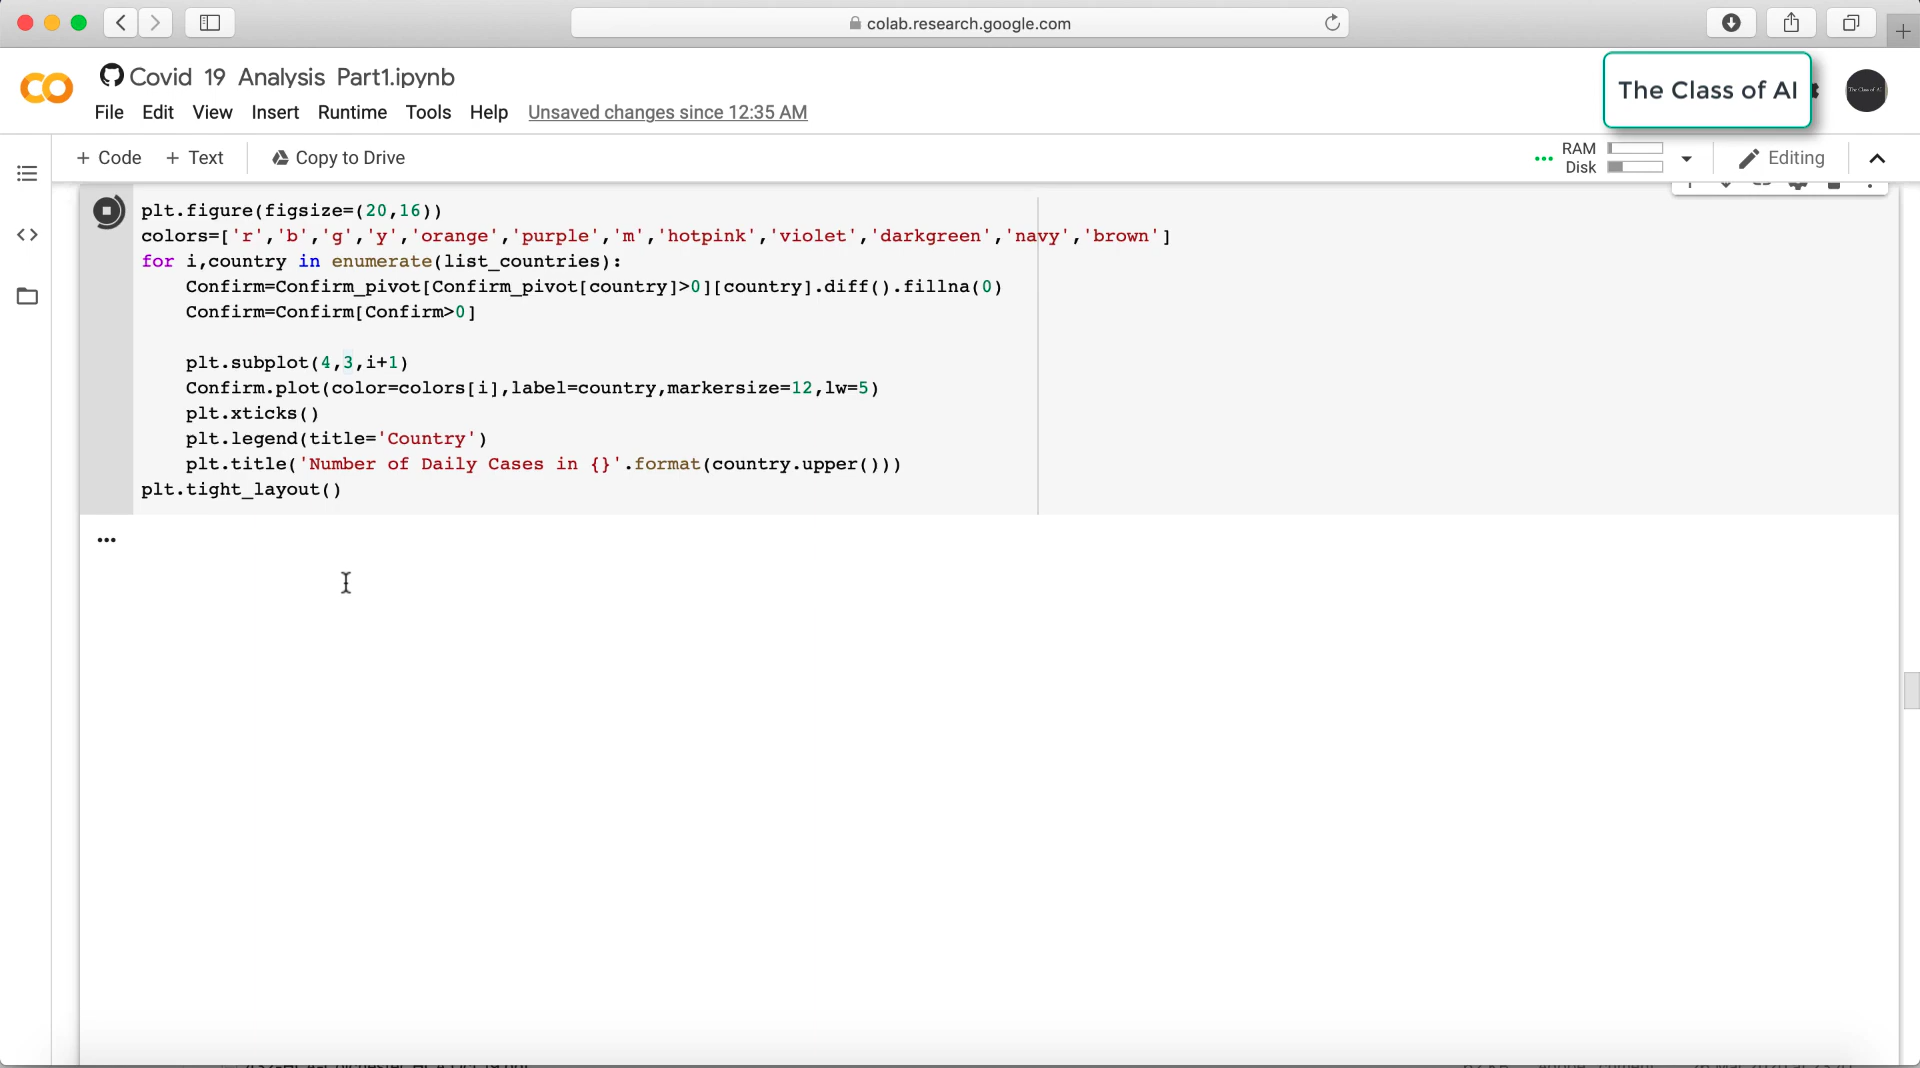 colab.research.google.com
Covid 19 Analysis Part1.ipynb
The Class of AI
File Edit View Insert Runtime Tools Help Unsaved changes since 12:35 AM
+ Code + Text Copy to Drive
RAM
Disk
Editing
plt.figure(figsize=(20,16))
colors=['r','b','g','y','orange','purple','m','hotpink','violet','darkgreen','navy','brown']
for i,country in enumerate(list_countries):
    Confirm=Confirm_pivot[Confirm_pivot[country]>0][country].diff().fillna(0)
    Confirm=Confirm[Confirm>0]
    plt.subplot(4,3,i+1)
    Confirm.plot(color=colors[i],label=country,markersize=12,lw=5)
    plt.xticks()
    plt.legend(title='Country')
    plt.title('Number of Daily Cases in {}'.format(country.upper()))
plt.tight_layout()